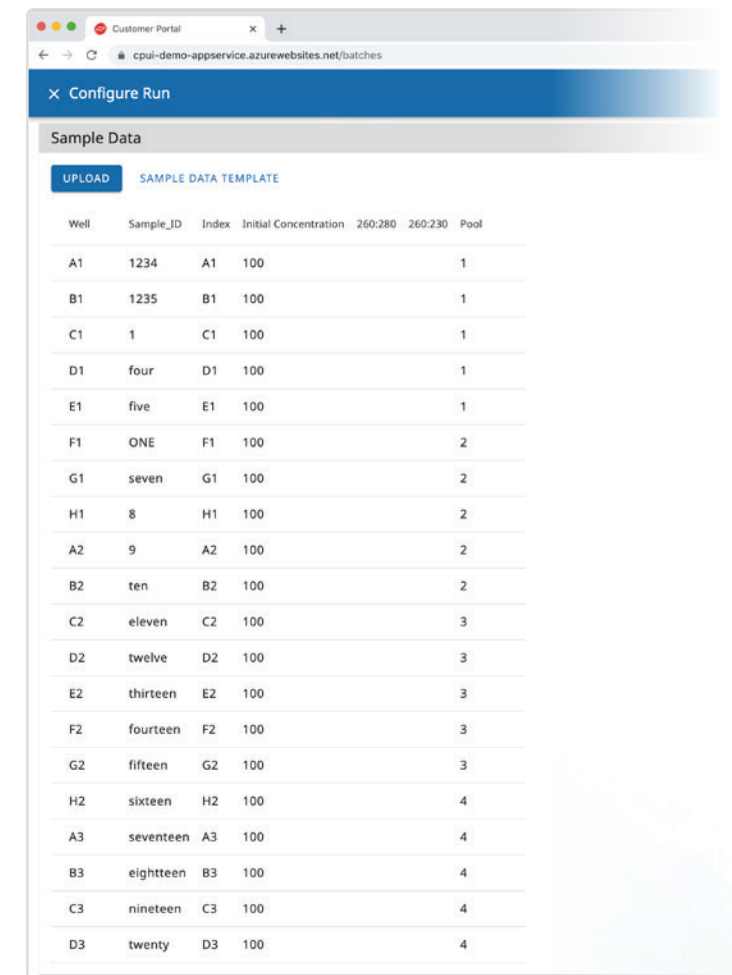 Customer Portal
cpui-demo-appservice.azurewebsites.net/batches
Configure Run
Sample Data
UPLOAD SAMPLE DATA TEMPLATE
Well Sample_ID Index Initial Concentration 260:280 260:230 Pool
A1 1234 A1 100 1
B1 1235 B1 100 1
C1 1 C1 100 1
D1 four D1 100 1
E1 five E1 100 1
F1 ONE F1 100 2
G1 seven G1 100 2
H1 8 H1 100 2
A2 9 A2 100 2
B2 ten B2 100 2
C2 eleven C2 100 3
D2 twelve D2 100 3
E2 thirteen E2 100 3
F2 fourteen F2 100 3
G2 fifteen G2 100 3
H2 sixteen H2 100 4
A3 seventeen A3 100 4
B3 eightteen B3 100 4
C3 nineteen C3 100 4
D3 twenty D3 100 4